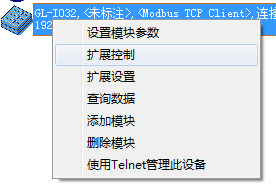 GL-IO32,<未标注>,<Modbus TCP Client>,连接
192
设置模块参数
扩展控制
扩展设置
查询数据
添加模块
删除模块
使用Telnet管理此设备